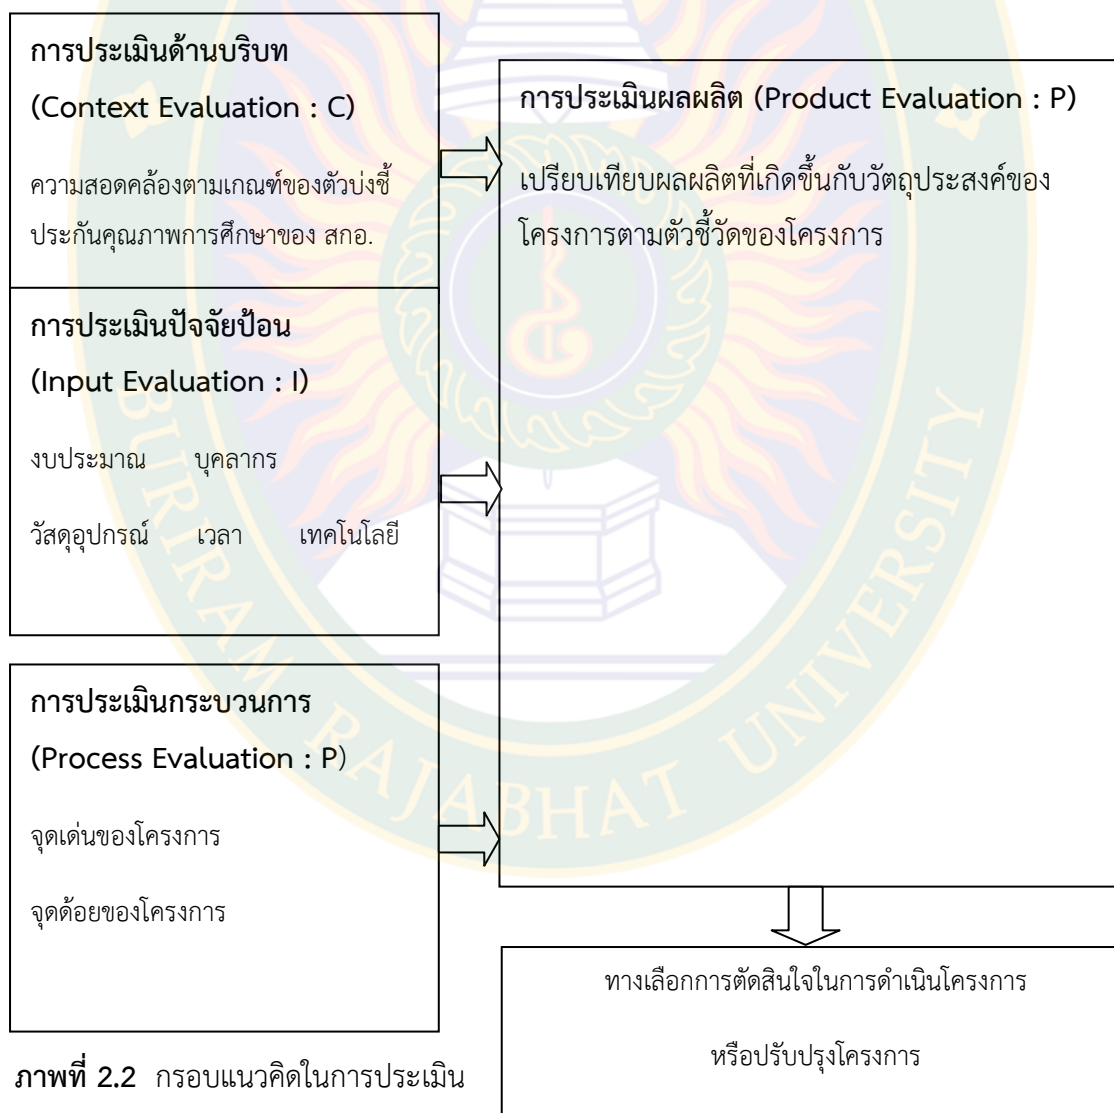 การประเมินด้านบริบท
(Context Evaluation : C)
ความสอดคล้องตามเกณฑ์ของตัวบ่งชี้
ประกันคุณภาพการศึกษาของ สกอ.
การประเมินปัจจัยป้อน
(Input Evaluation : I)
งบประมาณ บุคลากร
วัสดุอุปกรณ์ เวลา เทคโนโลยี
การประเมินกระบวนการ
(Process Evaluation : P)
จุดเด่นของโครงการ
จุดด้อยของโครงการ
การประเมินผลผลิต (Product Evaluation : P)
เปรียบเทียบผลผลิตที่เกิดขึ้นกับวัตถุประสงค์ของ
โครงการตามตัวชี้วัดของโครงการ
ทางเลือกการตัดสินใจในการดำเนินโครงการ
หรือปรับปรุงโครงการ
ภาพที่ 2.2 กรอบแนวคิดในการประเมิน
BURIRAM RAJABHAT UNIVERSITY